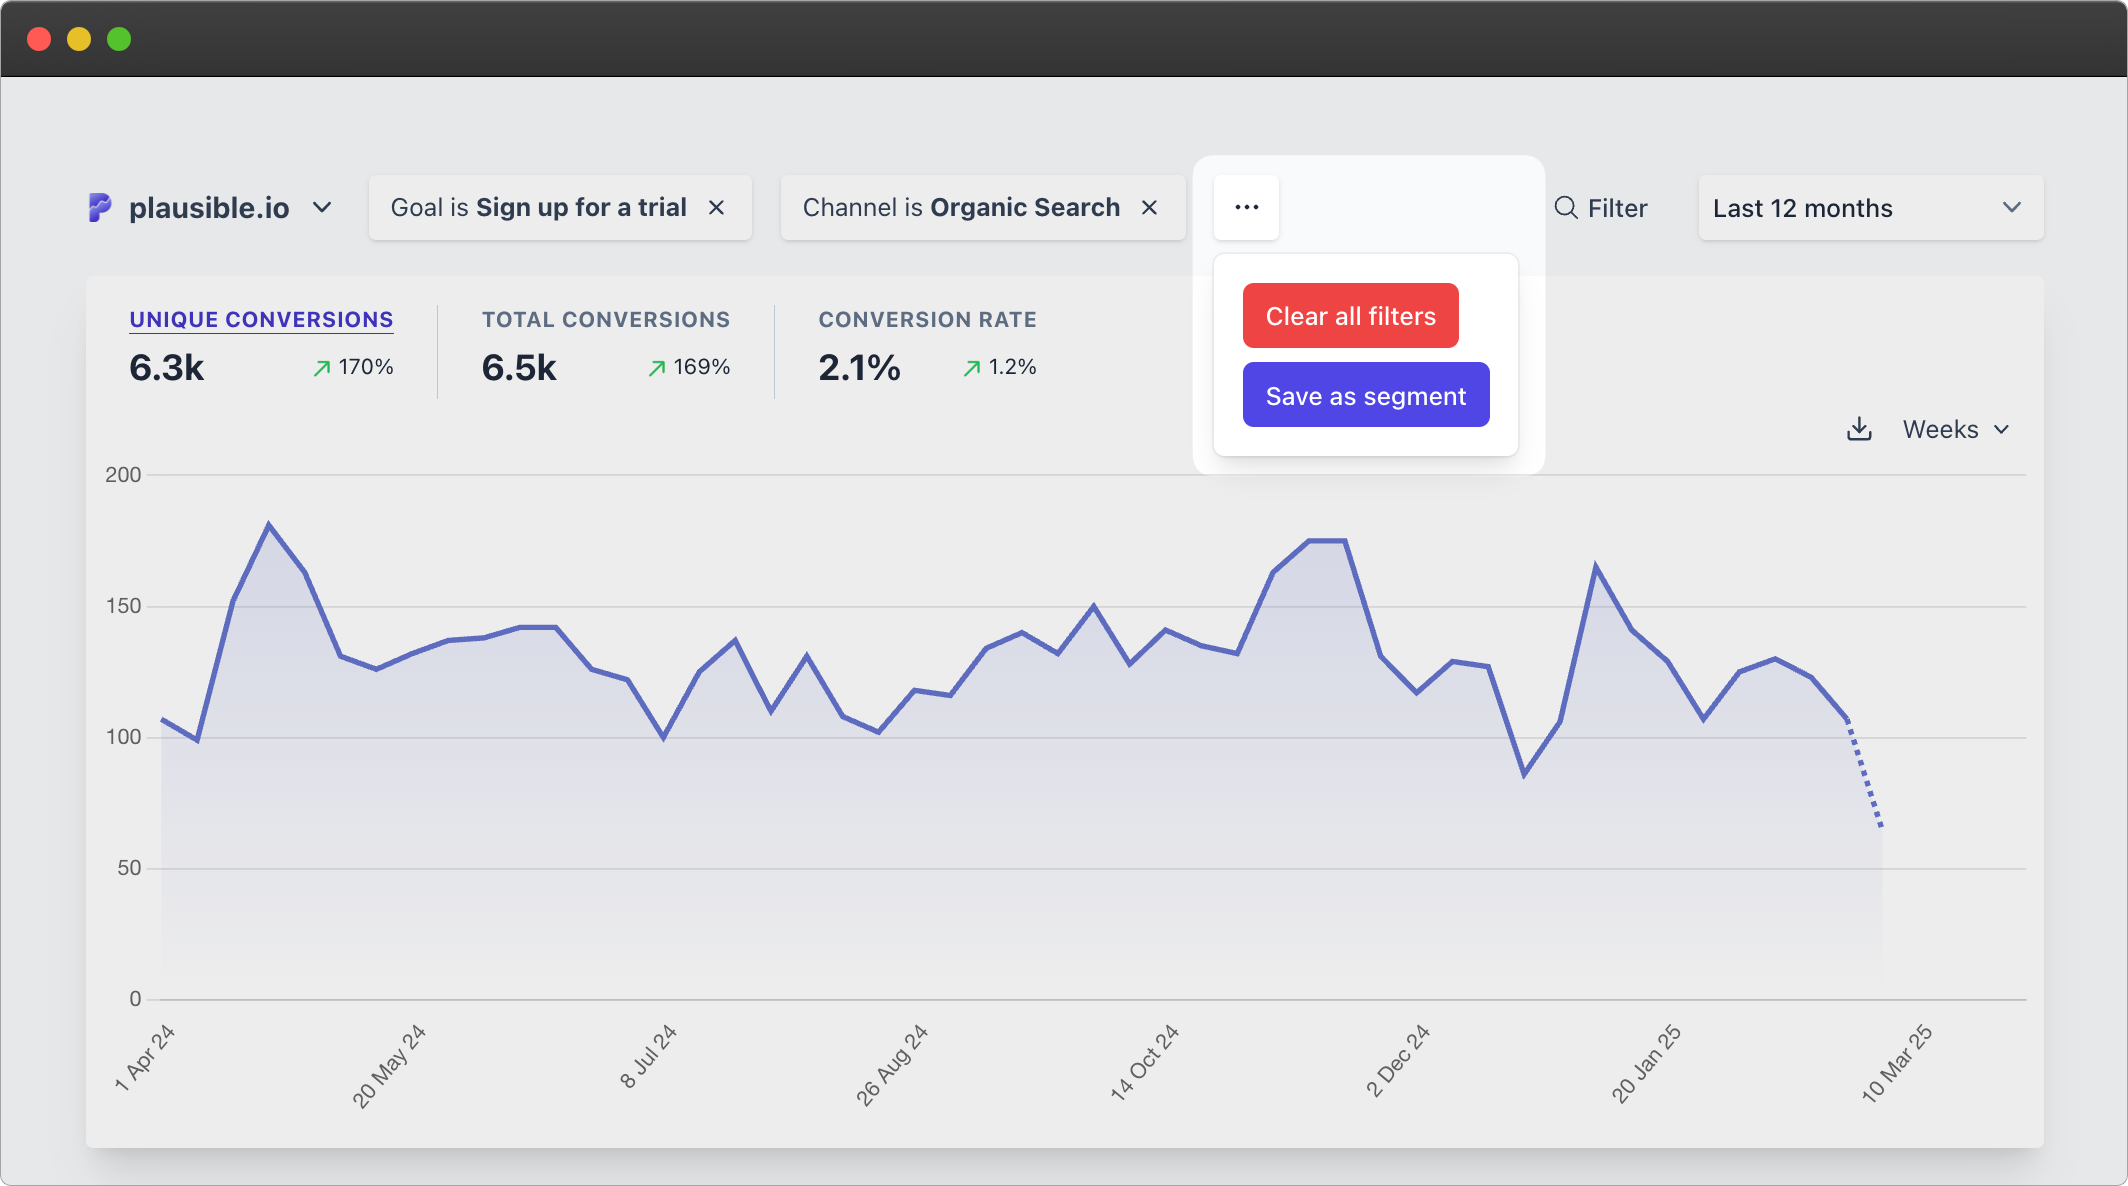 plausible.io
Goal is Sign up for a trial
Channel is Organic Search
Filter
Last 12 months
Clear all filters
Save as segment
UNIQUE CONVERSIONS
6.3k 170%
TOTAL CONVERSIONS
6.5k 169%
CONVERSION RATE
2.1% 1.2%
Weeks
200
150
100
50
0
1 Apr 24
20 May 24
8 Jul 24
26 Aug 24
14 Oct 24
2 Dec 24
20 Jan 25
10 Mar 25